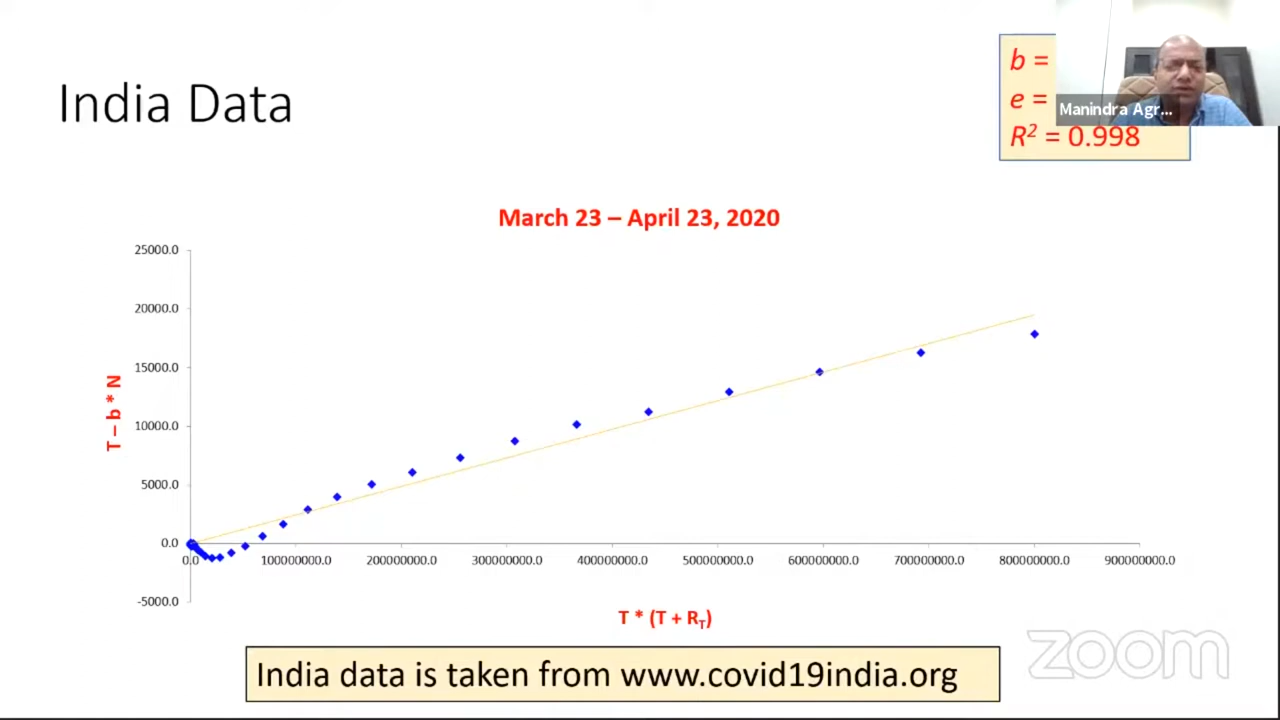 India Data
b =
e =
R² = 0.998
Manindra Agr...
March 23 – April 23, 2020
25000.0
20000.0
15000.0
10000.0
5000.0
0.0
-5000.0
T – b * N
0.0 100000000.0 200000000.0 300000000.0 400000000.0 500000000.0 600000000.0 700000000.0 800000000.0 900000000.0
T * (T + R_T)
India data is taken from www.covid19india.org
zoom